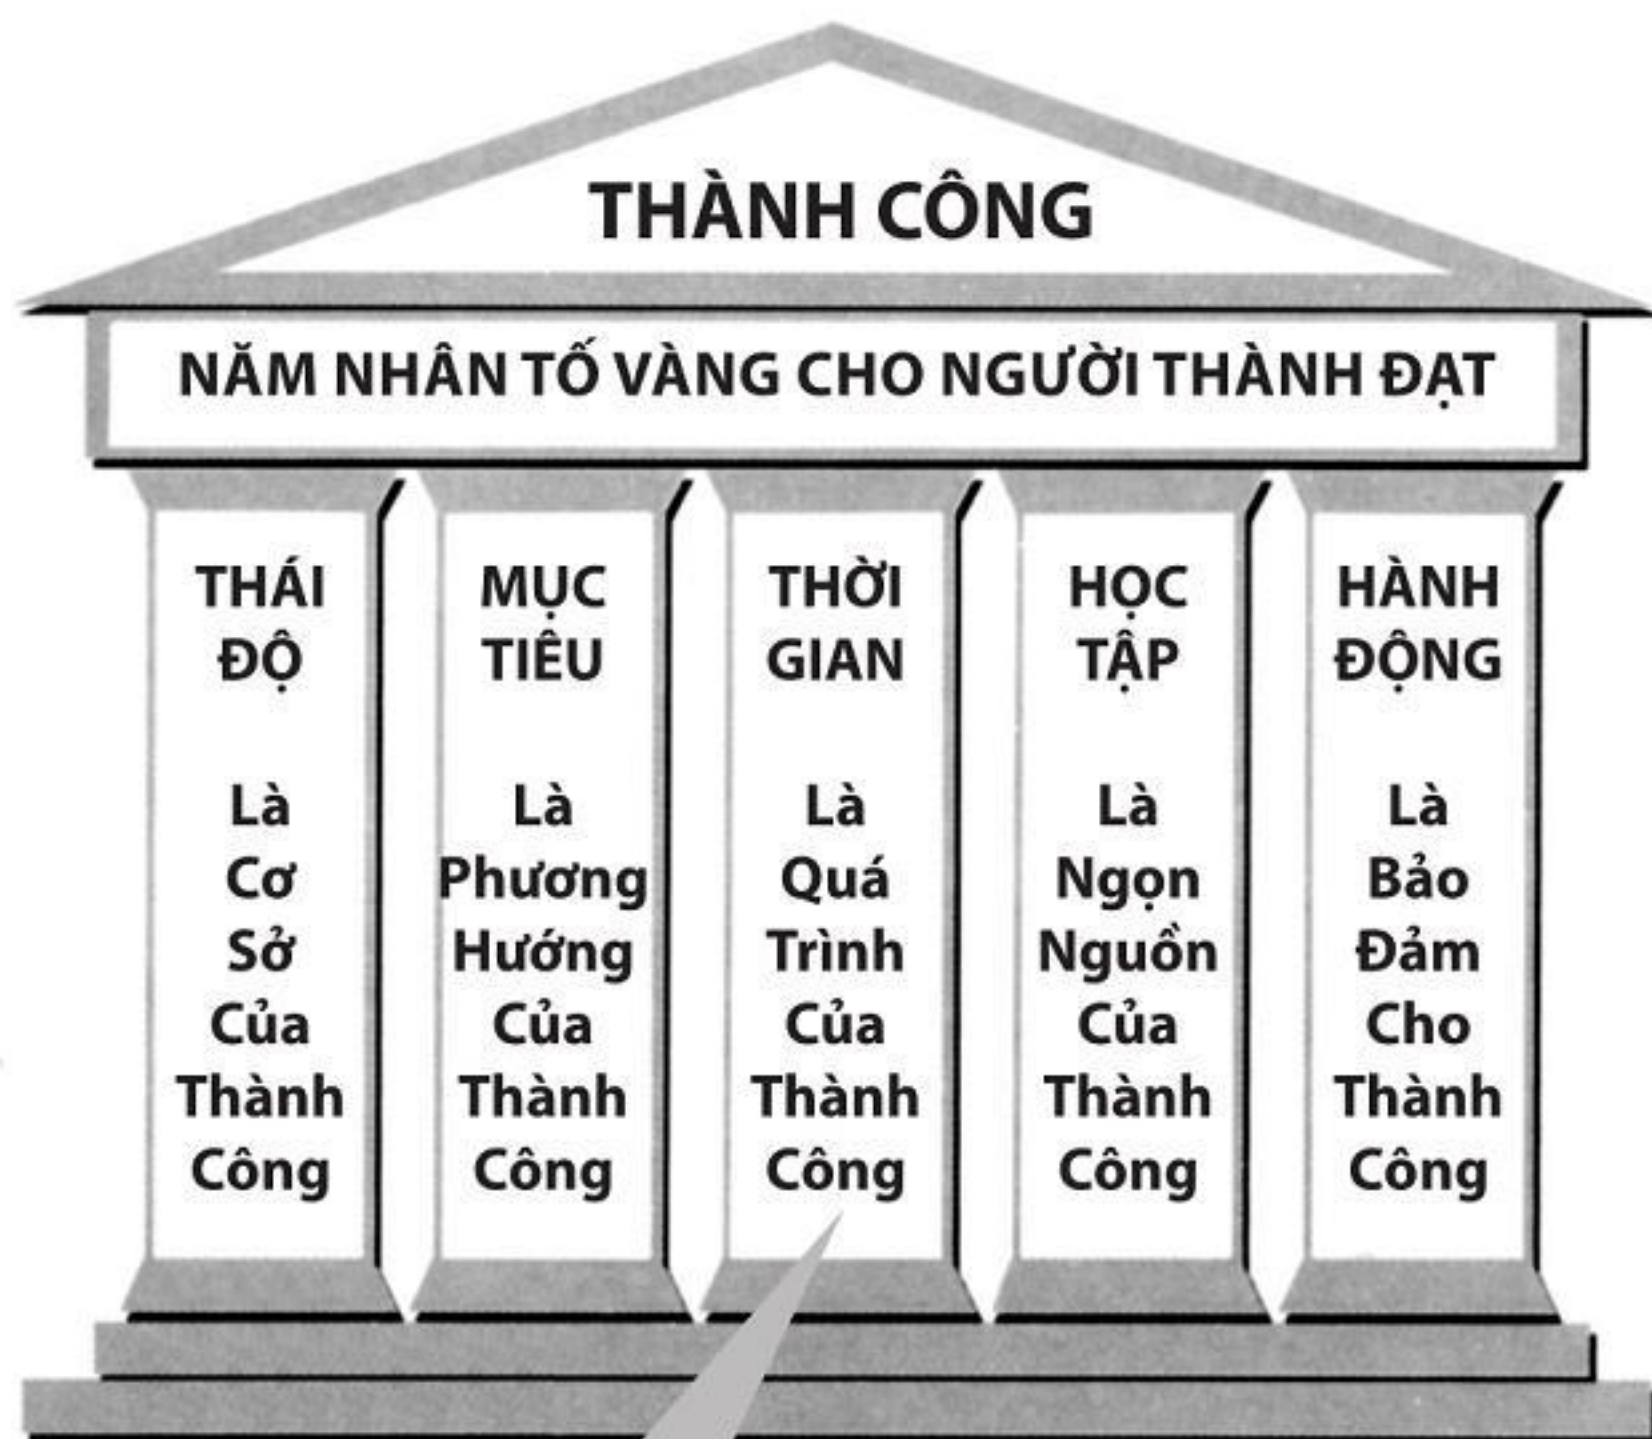 THÀNH CÔNG
NĂM NHÂN TỐ VÀNG CHO NGƯỜI THÀNH ĐẠT
THÁI
ĐỘ
Là
Cơ
Sở
Của
Thành
Công
MỤC
TIÊU
Là
Phương
Hướng
Của
Thành
Công
THỜI
GIAN
Là
Quá
Trình
Của
Thành
Công
HỌC
TẬP
Là
Ngọn
Nguồn
Của
Thành
Công
HÀNH
ĐỘNG
Là
Bảo
Đảm
Cho
Thành
Công